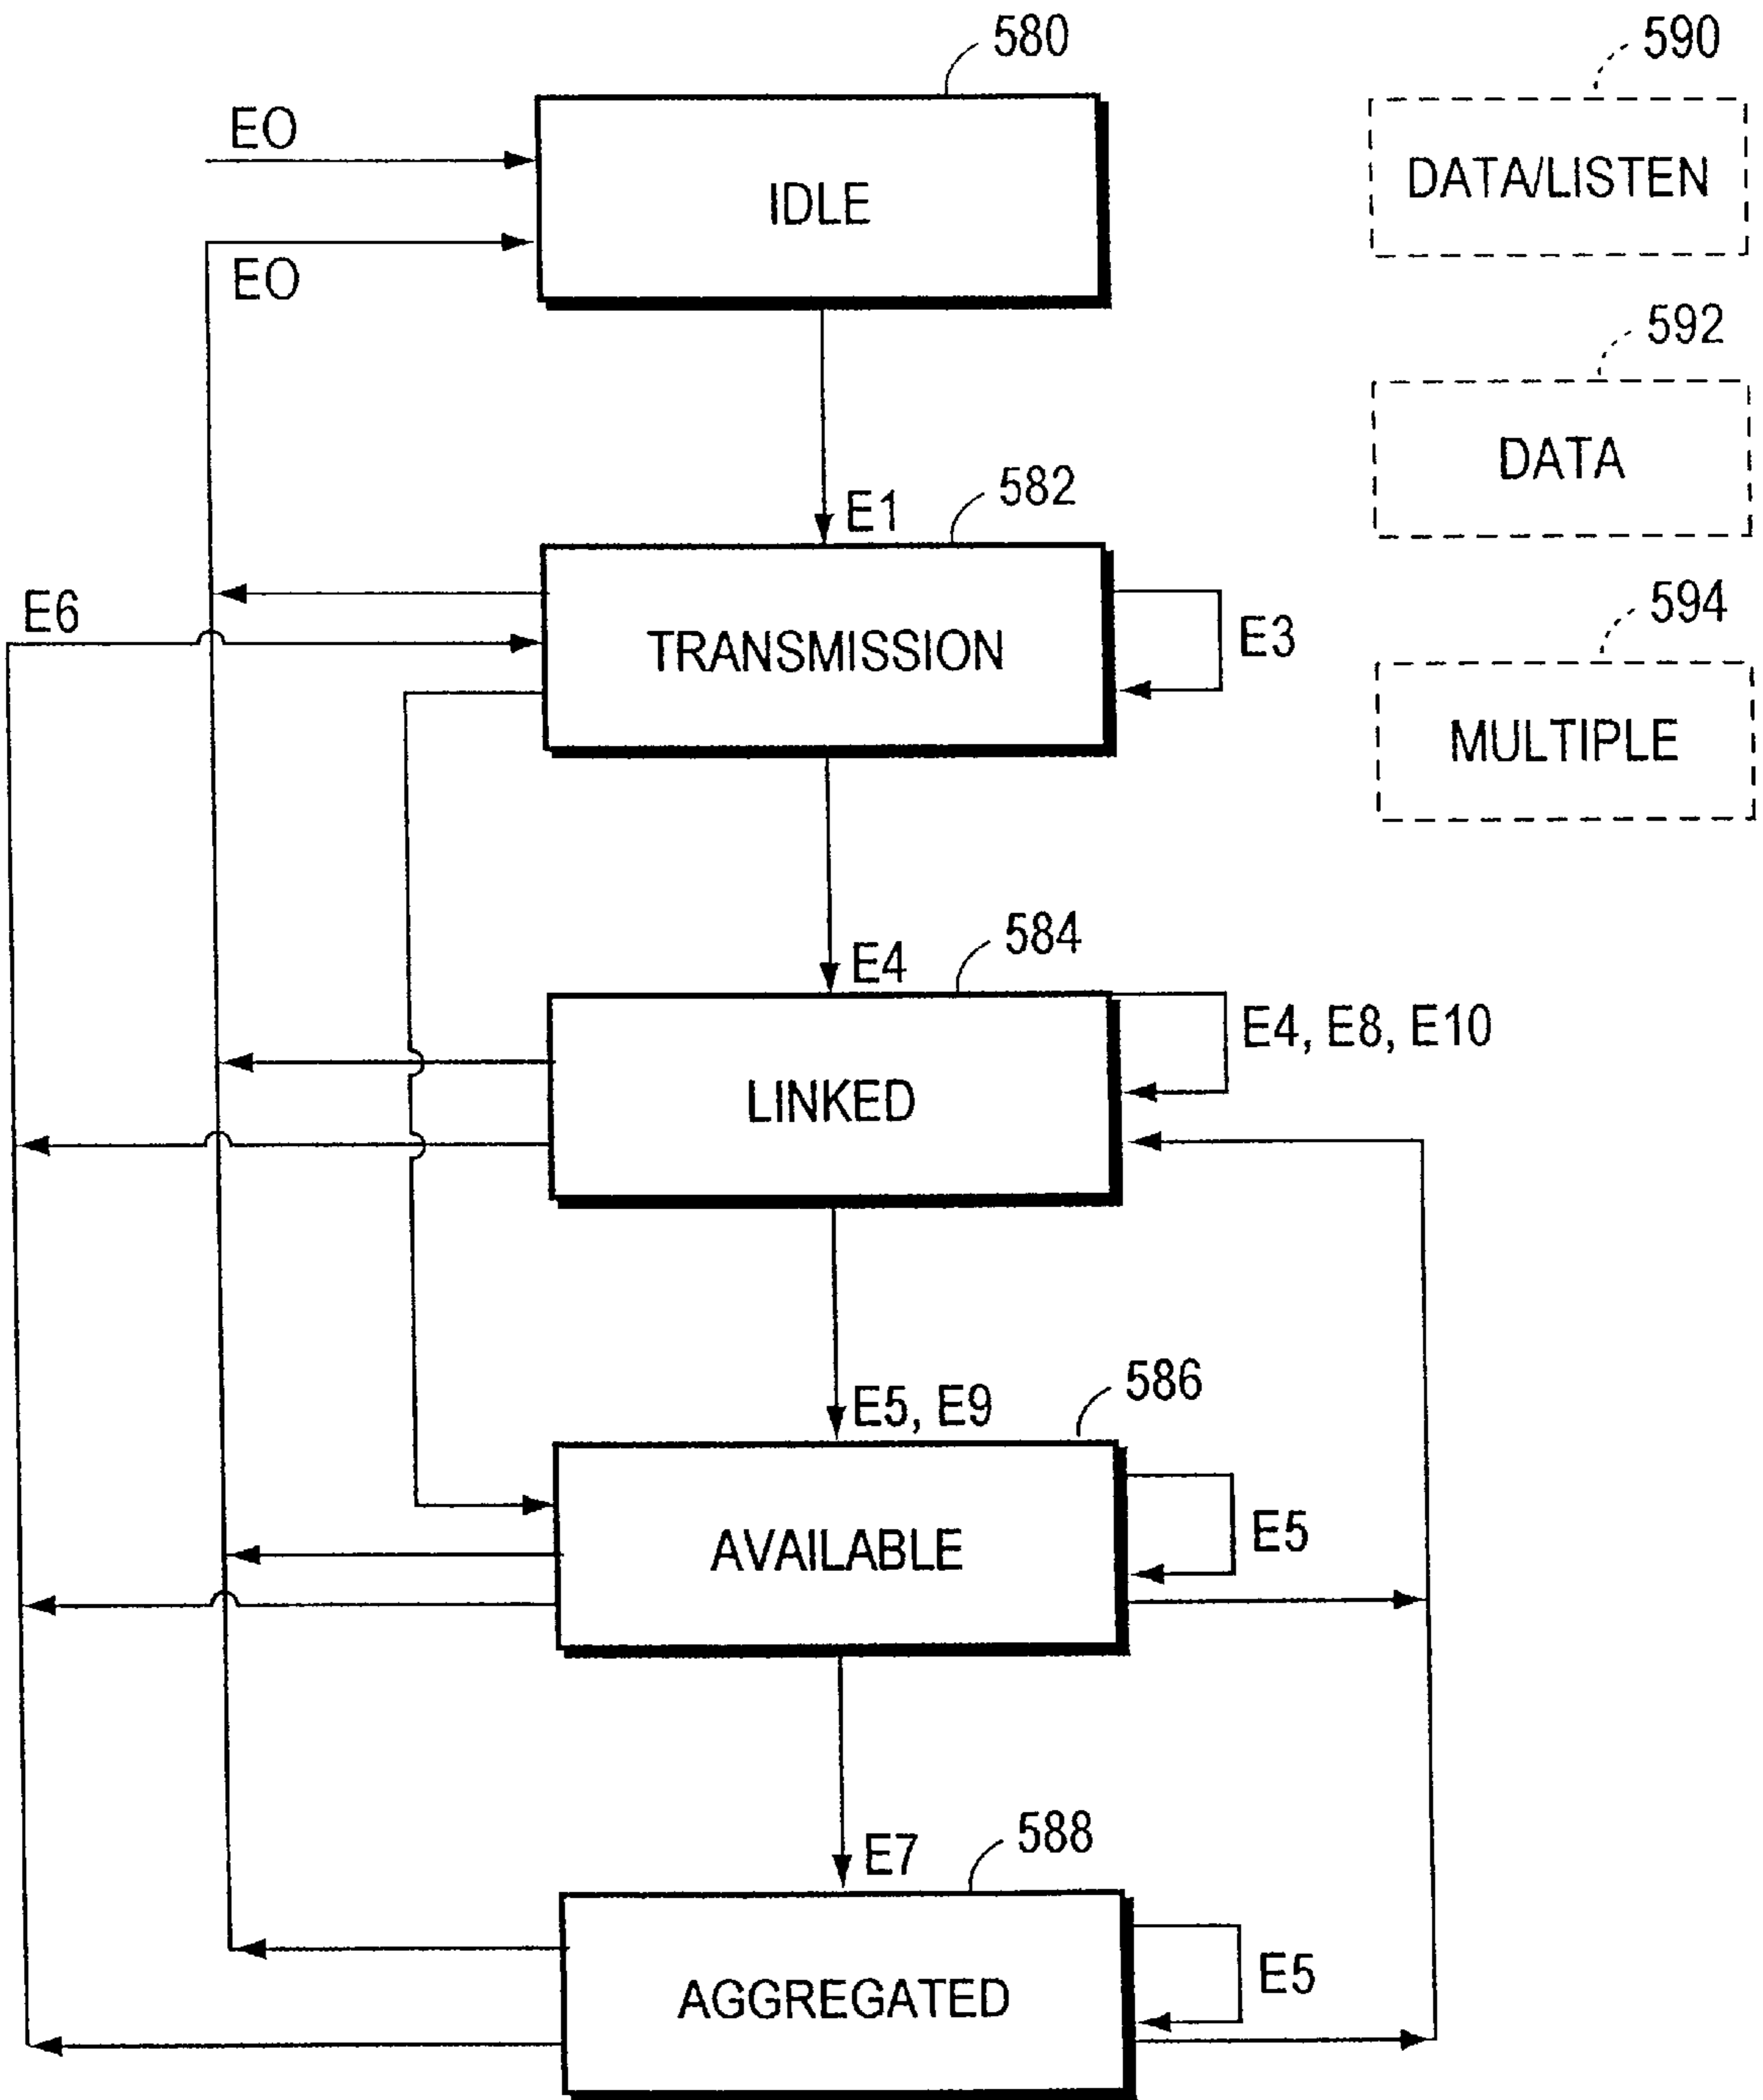 580
590
EO
IDLE
DATA/LISTEN
EO
592
DATA
E1
582
E6
TRANSMISSION
E3
594
MULTIPLE
E4
584
LINKED
E4, E8, E10
E5, E9
586
AVAILABLE
E5
E7
588
AGGREGATED
E5